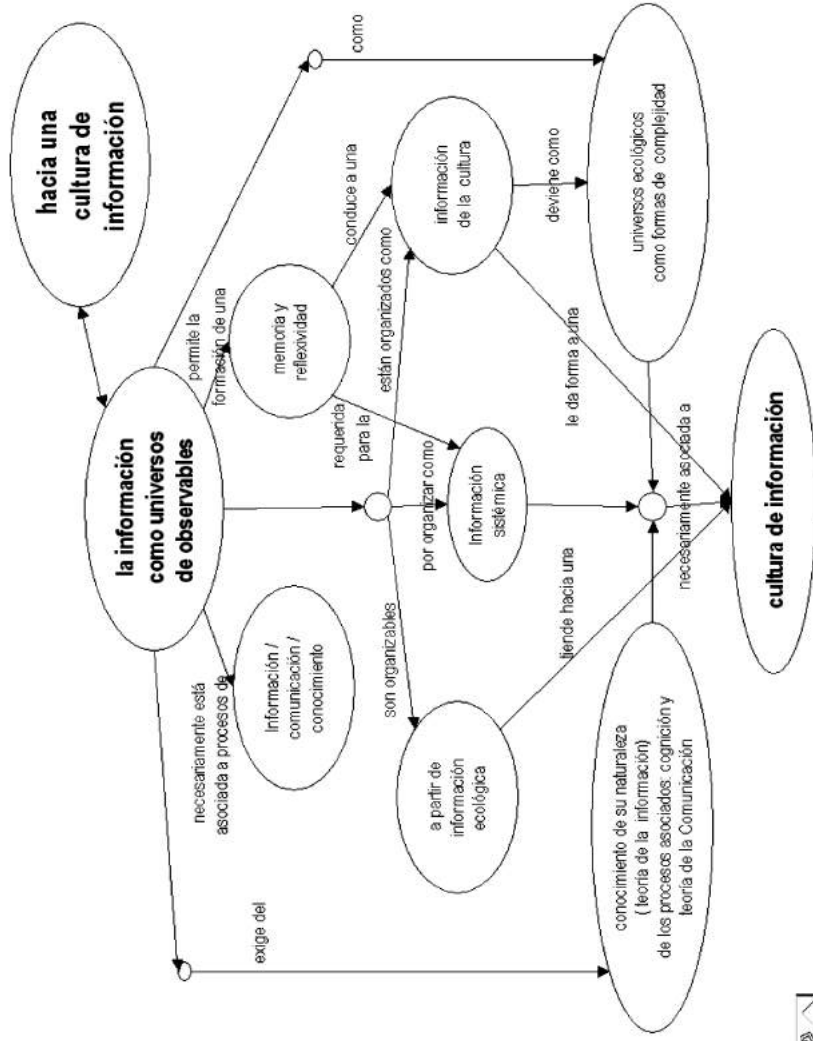 hacia una
cultura de
información
la información
como universos
de observables
como
permite la
formación de una
necesariamente está
asociada a procesos de
exige del
memoria y
reflexividad
Información /
comunicación /
conocimiento
conduce a una
requerida
para la
están organizados como
por organizar como
son organizables
información
de la cultura
Información
sistémica
a partir de
información
ecológica
deviene como
le da forma a una
tiende hacia una
universos ecológicos
como formas de complejidad
conocimiento de su naturaleza
( teoría de la información)
de los procesos asociados: cognición y
teoría de la Comunicación
necesariamente asociada a
cultura de información